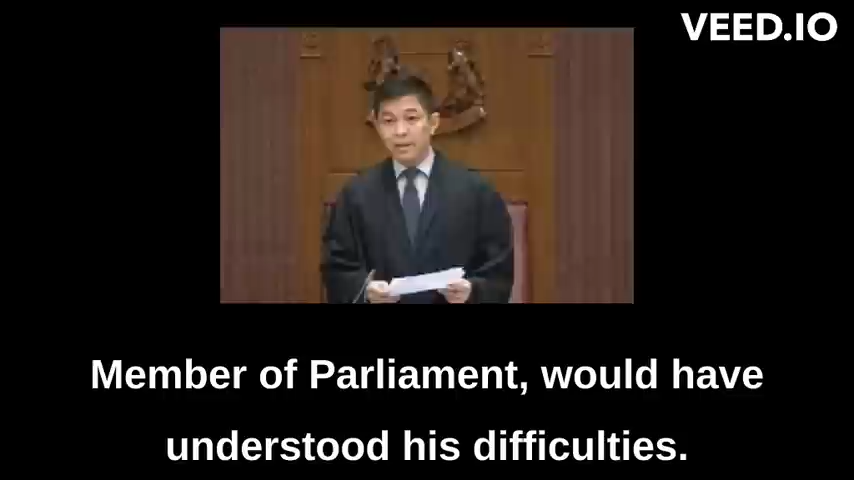 VEED.IO
Member of Parliament, would have
understood his difficulties.